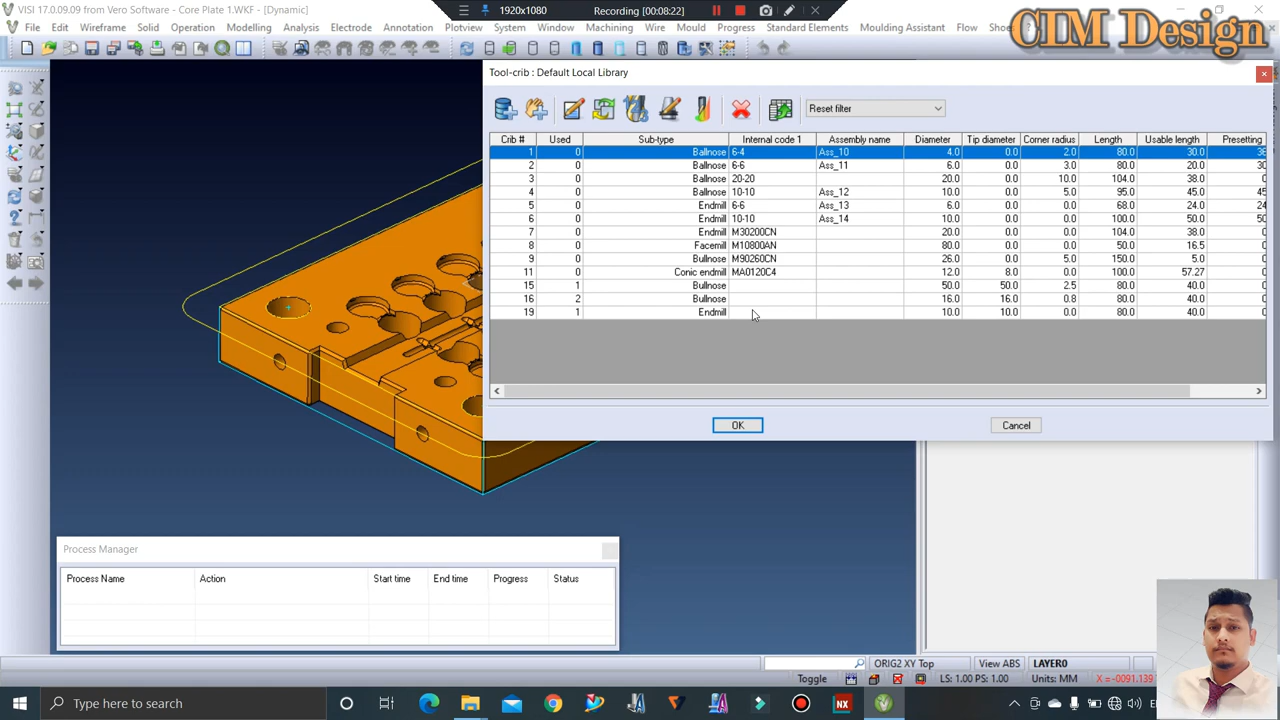 VISI 17.0.09.09 from Vero Software - Core Plate 1.WKF - [Dynamic]
1920x1080
Recording [00:08:22]
File Edit Wireframe Solid Operation Modelling Analysis Electrode Annotation Plotview System Window Machining Wire Mould Progress Standard Elements Moulding Assistant Flow Shoe
CIM Design
Tool-crib : Default Local Library
Reset filter
Crib # Used Sub-type Internal code 1 Assembly name Diameter Tip diameter Corner radius Length Usable length Presetting
1 0 Ballnose 6-4 Ass_10 4.0 0.0 2.0 80.0 30.0
2 0 Ballnose 6-6 Ass_11 6.0 0.0 3.0 80.0 20.0
3 0 Ballnose 20-20 20.0 0.0 10.0 104.0 38.0
4 0 Ballnose 10-10 Ass_12 10.0 0.0 5.0 95.0 45.0
5 0 Endmill 6-6 Ass_13 6.0 0.0 0.0 68.0 24.0
6 0 Endmill 10-10 Ass_14 10.0 0.0 0.0 100.0 50.0
7 0 Endmill M30200CN 20.0 0.0 0.0 104.0 38.0
8 0 Facemill M10800AN 80.0 0.0 0.0 50.0 16.5
9 0 Bullnose M90260CN 26.0 0.0 5.0 150.0 5.0
11 0 Conic endmill MA0120C4 12.0 8.0 0.0 100.0 57.27
15 1 Bullnose 50.0 50.0 2.5 80.0 40.0
16 2 Bullnose 16.0 16.0 0.8 80.0 40.0
19 1 Endmill 10.0 10.0 0.0 80.0 40.0
OK Cancel
Process Manager
Process Name Action Start time End time Progress Status
ORIG2 XY Top View ABS LAYER0
Toggle LS: 1.00 PS: 1.00 Units: MM X =-0091.139
Type here to search
NX
ENG